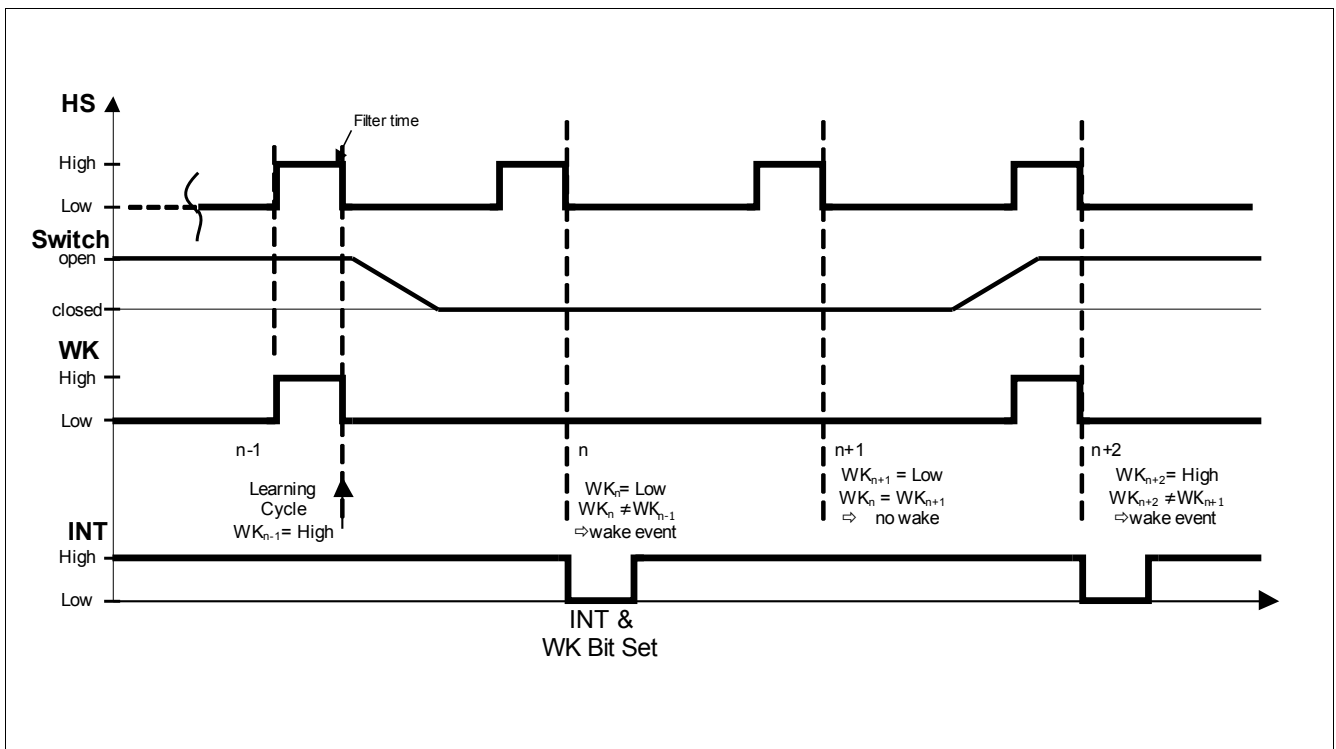 HS
Filter time
High
Low
Switch
open
closed
WK
High
Low
n-1
n
n+1
n+2
Learning
Cycle
WKn-1= High
WKn= Low
WKn ≠WKn-1
⇨wake event
WKn+1 = Low
WKn = WKn+1
⇨ no wake
WKn+2= High
WKn+2 ≠WKn+1
⇨wake event
INT
High
Low
INT &
WK Bit Set